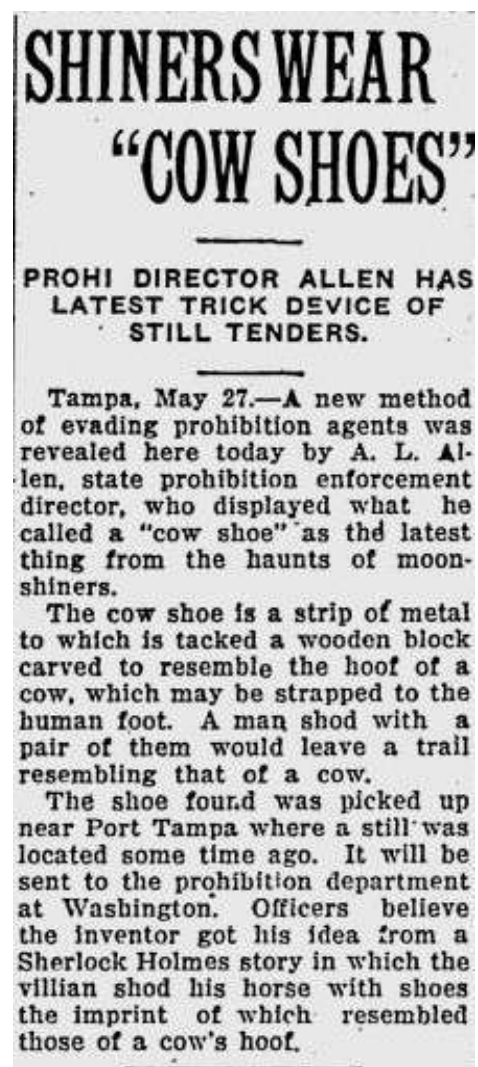 SHINERS WEAR
"COW SHOES"
PROHI DIRECTOR ALLEN HAS
LATEST TRICK DEVICE OF
STILL TENDERS.
Tampa, May 27.—A new method
of evading prohibition agents was
revealed here today by A. L. Al-
len, state prohibition enforcement
director, who displayed what he
called a "cow shoe" as the latest
thing from the haunts of moon-
shiners.
The cow shoe is a strip of metal
to which is tacked a wooden block
carved to resemble the hoof of a
cow, which may be strapped to the
human foot. A man shod with a
pair of them would leave a trail
resembling that of a cow.
The shoe found was picked up
near Port Tampa where a still was
located some time ago. It will be
sent to the prohibition department
at Washington. Officers believe
the inventor got his idea from a
Sherlock Holmes story in which the
villian shod his horse with shoes
the imprint of which resembled
those of a cow's hoof.